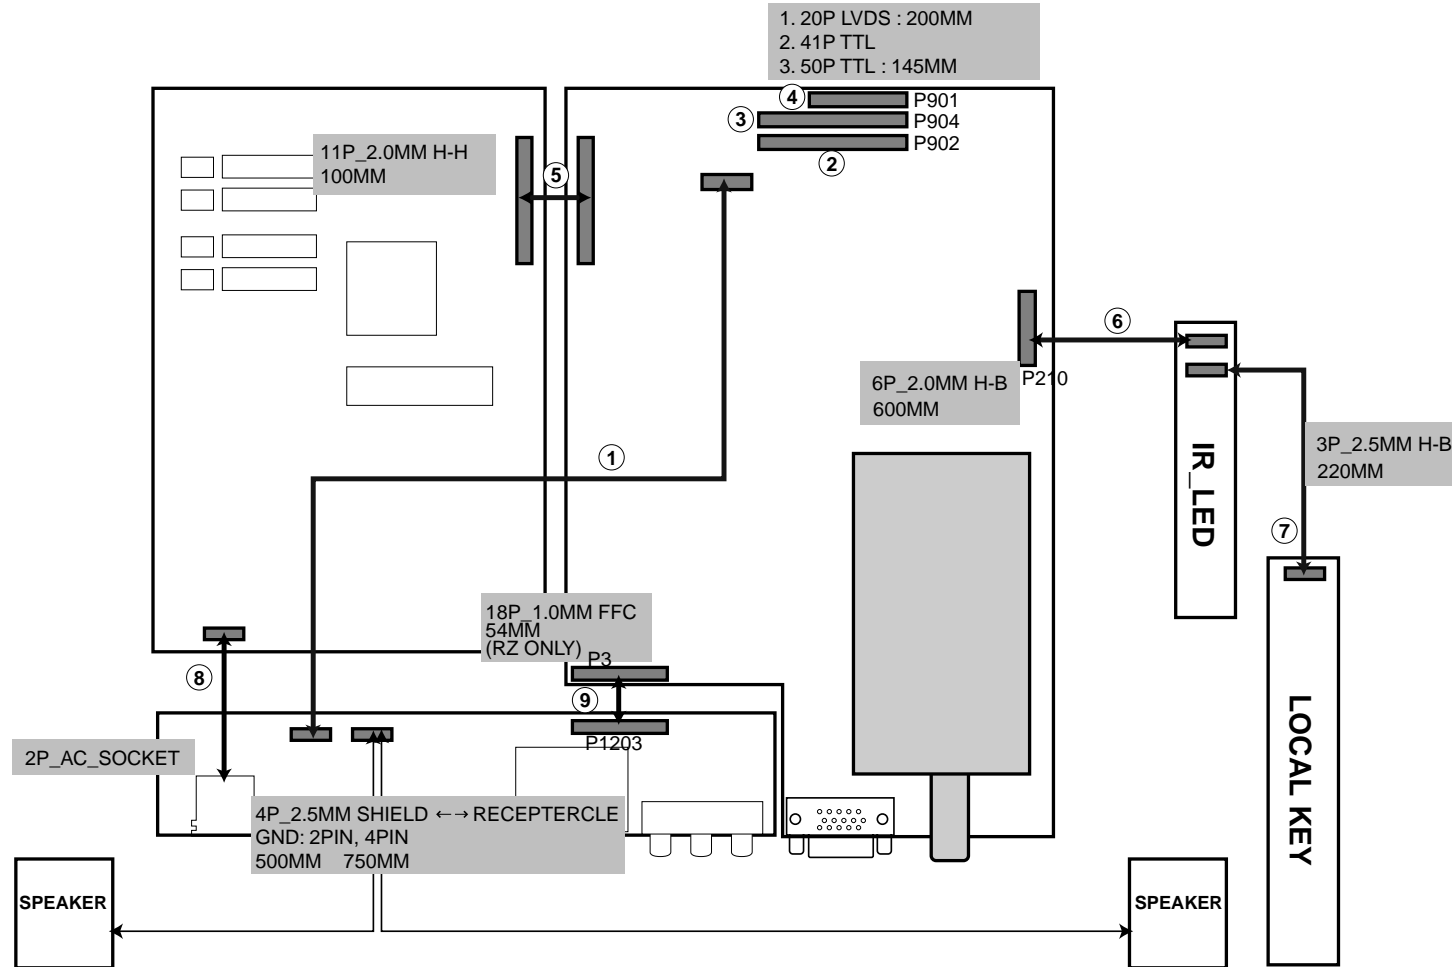 1. 20P LVDS : 200MM
2. 41P TTL
3. 50P TTL : 145MM
4
P901
3
P904
P902
2
11P_2.0MM H-H
100MM
5
6
P210
6P_2.0MM H-B
600MM
IR_LED
3P_2.5MM H-B
220MM
1
7
18P_1.0MM FFC
54MM
(RZ ONLY)
P3
8
9
P1203
2P_AC_SOCKET
4P_2.5MM SHIELD ←→ RECEPTERCLE
GND: 2PIN, 4PIN
500MM 750MM
LOCAL KEY
SPEAKER
SPEAKER